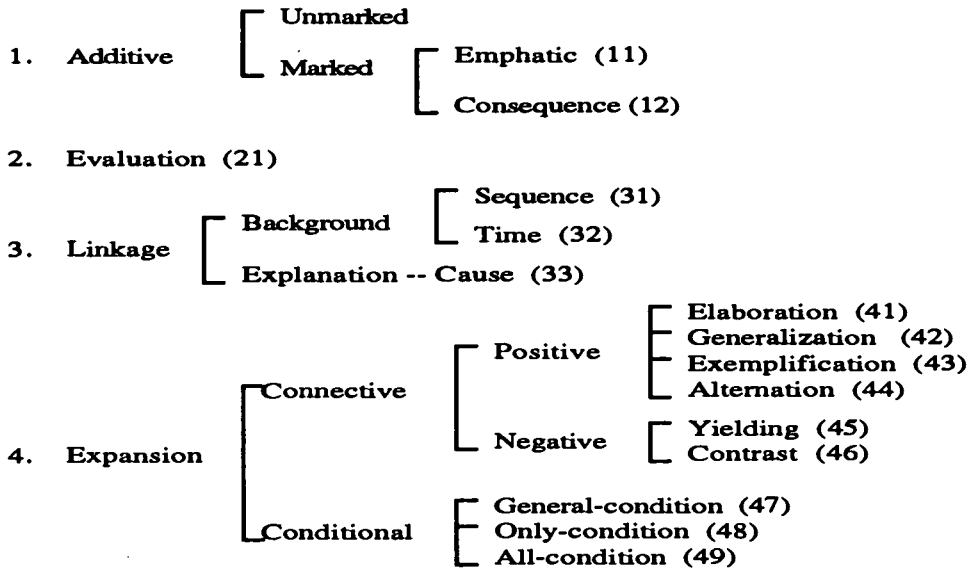 Unmarked
1. Additive
Marked
Emphatic (11)
Consequence (12)
2. Evaluation (21)
3. Linkage
Background
Sequence (31)
Time (32)
Explanation -- Cause (33)
4. Expansion
Connective
Positive
Elaboration (41)
Generalization (42)
Exemplification (43)
Alternation (44)
Negative
Yielding (45)
Contrast (46)
Conditional
General-condition (47)
Only-condition (48)
All-condition (49)